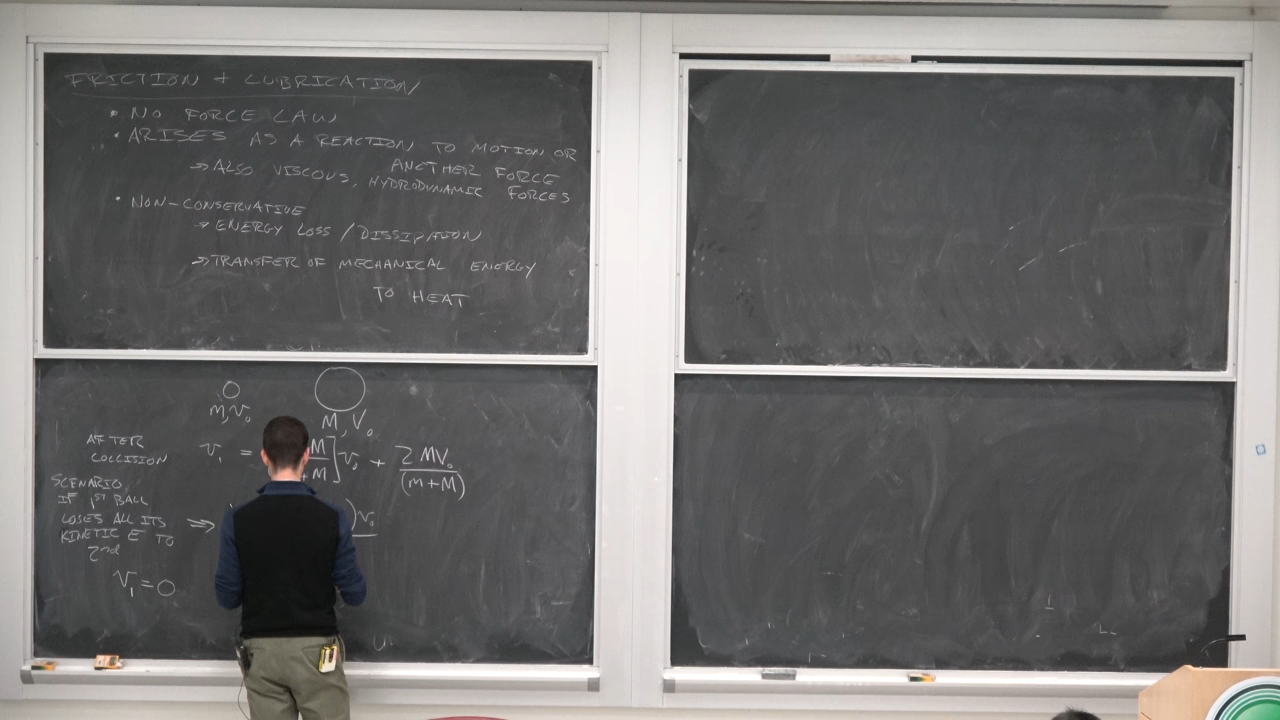 FRICTION + LUBRICATION
• NO FORCE LAW
• ARISES AS A REACTION TO MOTION OR
ANOTHER FORCE
→ ALSO VISCOUS, HYDRODYNAMIC FORCES
• NON-CONSERVATIVE
→ ENERGY LOSS / DISSIPATION
→ TRANSFER OF MECHANICAL ENERGY
TO HEAT
m, v₀
M, V₀
AFTER
COLLISION
v₁ =
M
+M
] v₀ + 2MV₀
(m+M)
SCENARIO
IF 1ST BALL
LOSES ALL ITS
KINETIC E TO
2nd
⇒
) v₀
v₁ = 0